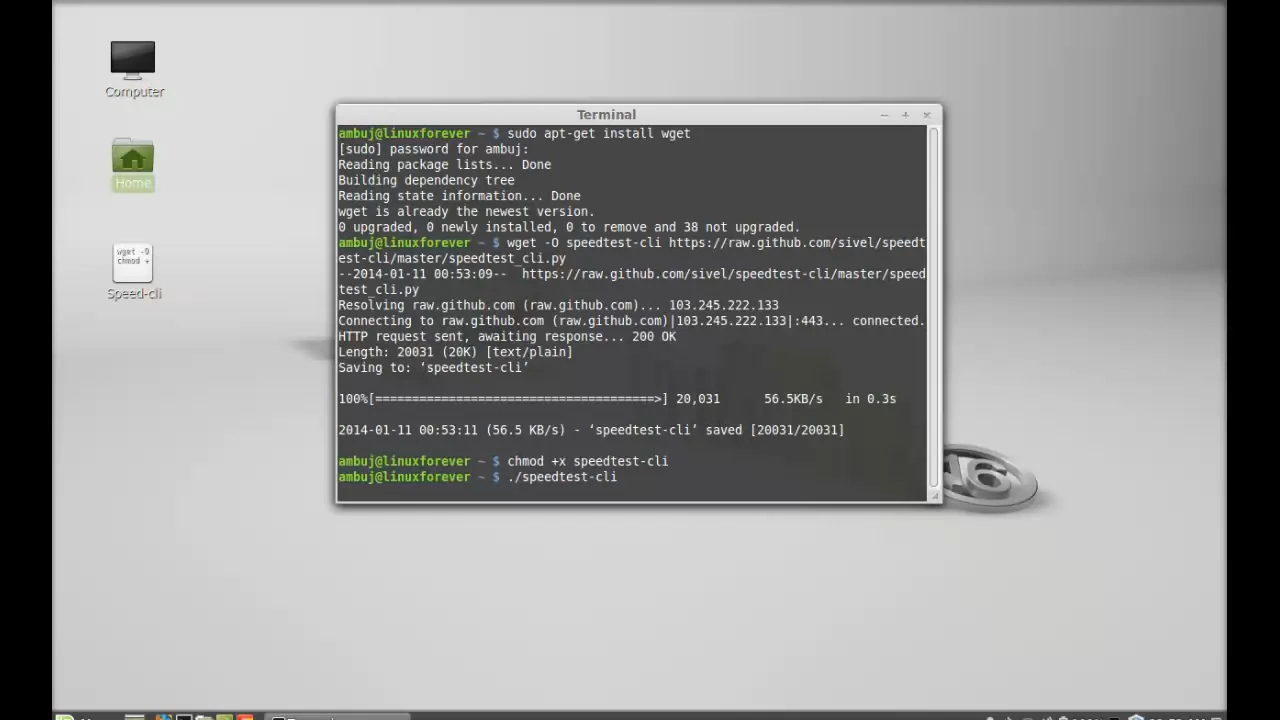 Computer
Home
wget -O
chmod +
Speed-cli
Terminal
ambuj@linuxforever ~ $ sudo apt-get install wget
[sudo] password for ambuj:
Reading package lists... Done
Building dependency tree
Reading state information... Done
wget is already the newest version.
0 upgraded, 0 newly installed, 0 to remove and 38 not upgraded.
ambuj@linuxforever ~ $ wget -O speedtest-cli https://raw.github.com/sivel/speedt
est-cli/master/speedtest_cli.py
--2014-01-11 00:53:09--  https://raw.github.com/sivel/speedtest-cli/master/speed
test_cli.py
Resolving raw.github.com (raw.github.com)... 103.245.222.133
Connecting to raw.github.com (raw.github.com)|103.245.222.133|:443... connected.
HTTP request sent, awaiting response... 200 OK
Length: 20031 (20K) [text/plain]
Saving to: ‘speedtest-cli’
100%[======================================>] 20,031      56.5KB/s   in 0.3s
2014-01-11 00:53:11 (56.5 KB/s) - ‘speedtest-cli’ saved [20031/20031]
ambuj@linuxforever ~ $ chmod +x speedtest-cli
ambuj@linuxforever ~ $ ./speedtest-cli
16